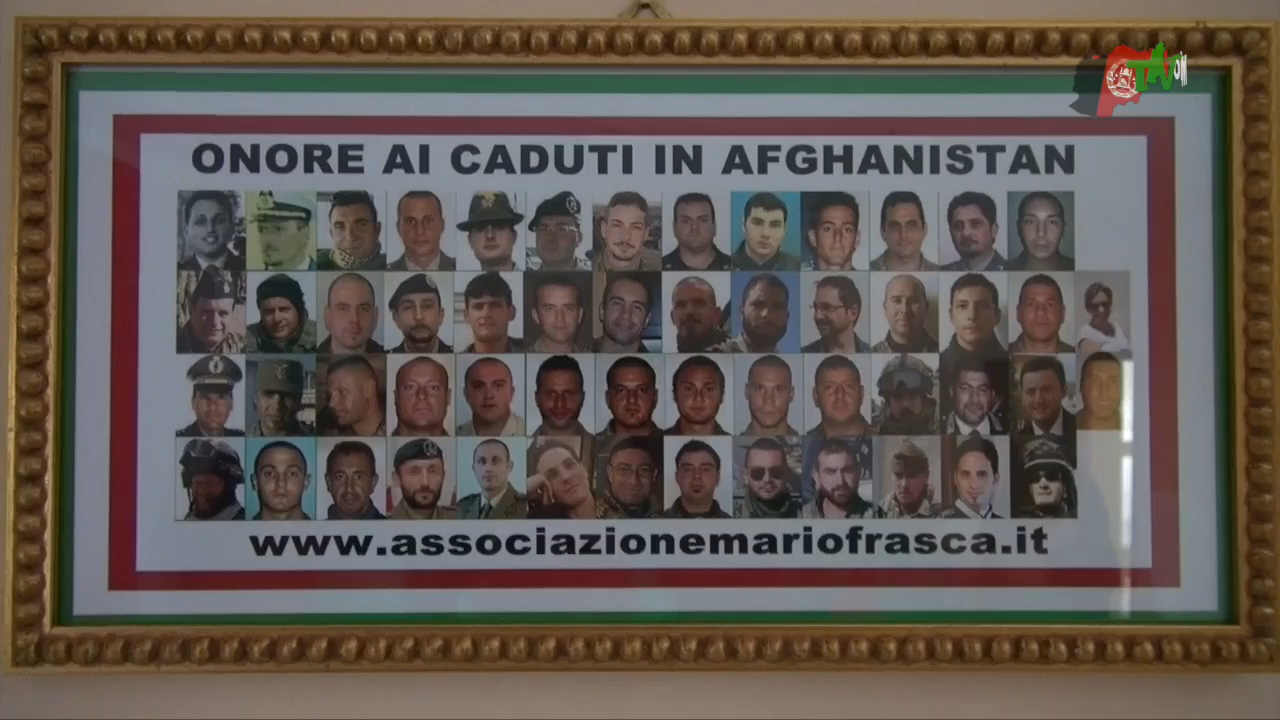 ONORE AI CADUTI IN AFGHANISTAN
www.associazionemariofrasca.it